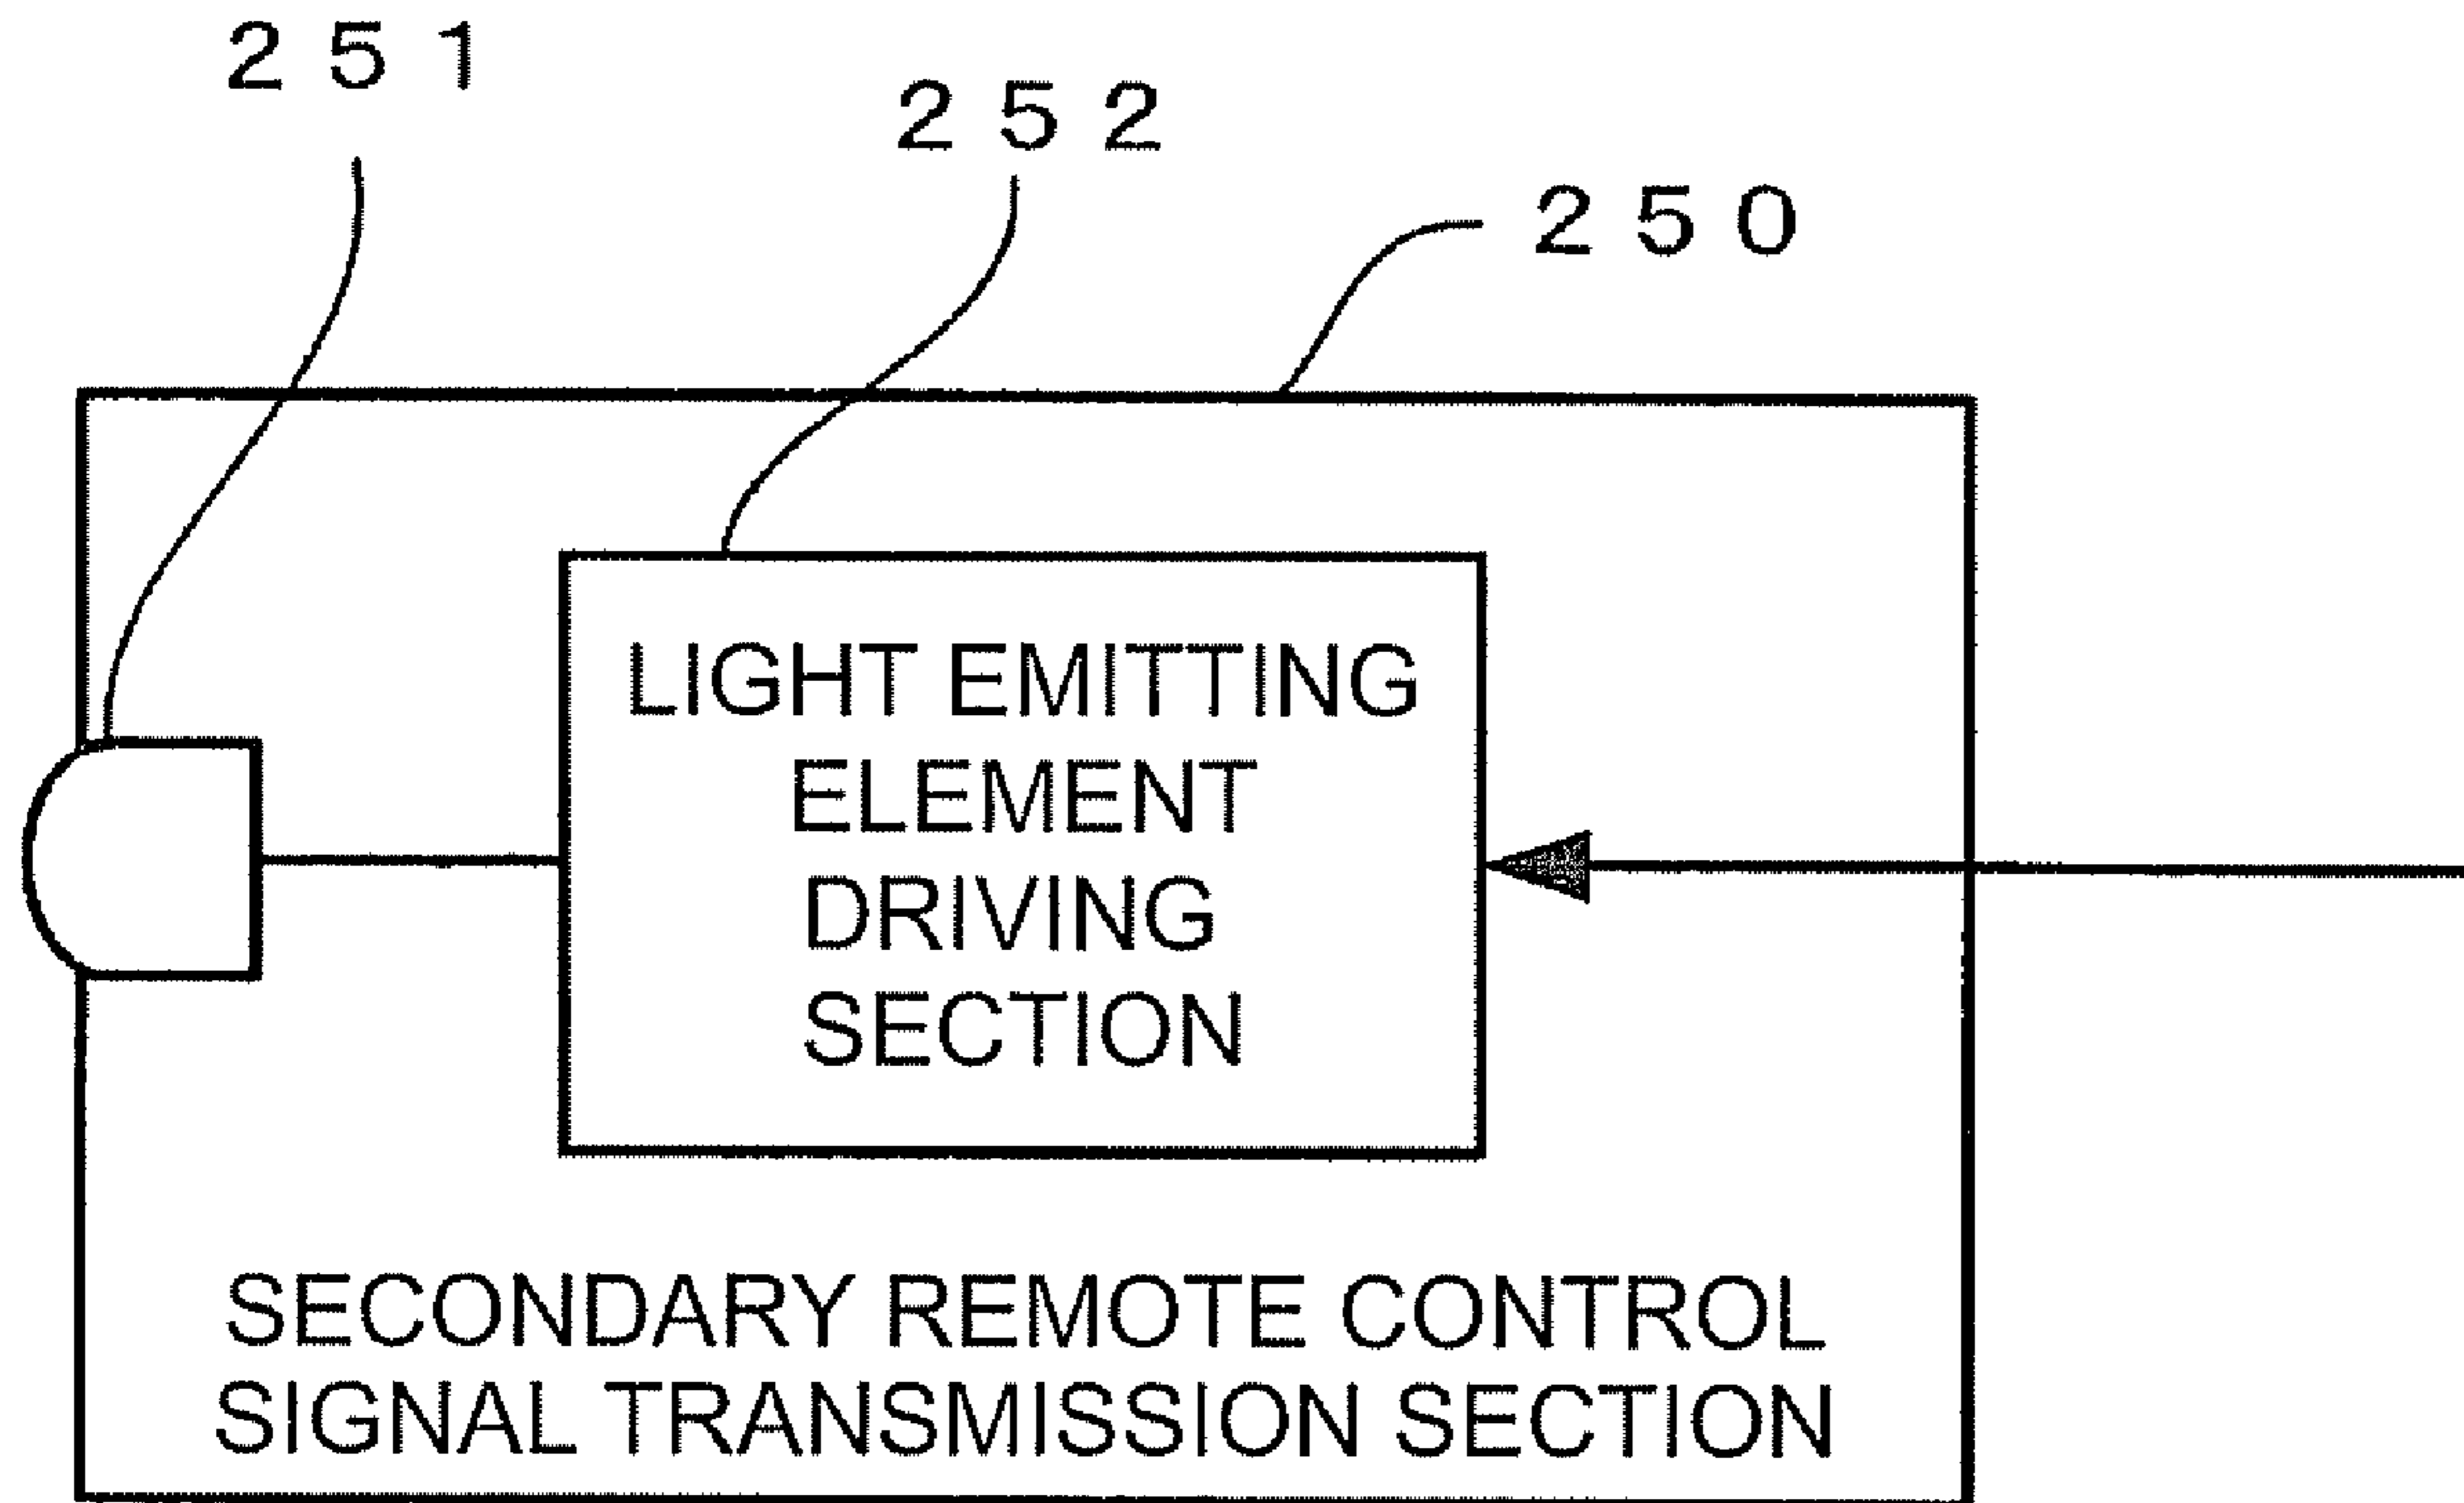 251
252
250
LIGHT EMITTING
ELEMENT
DRIVING
SECTION
SECONDARY REMOTE CONTROL
SIGNAL TRANSMISSION SECTION